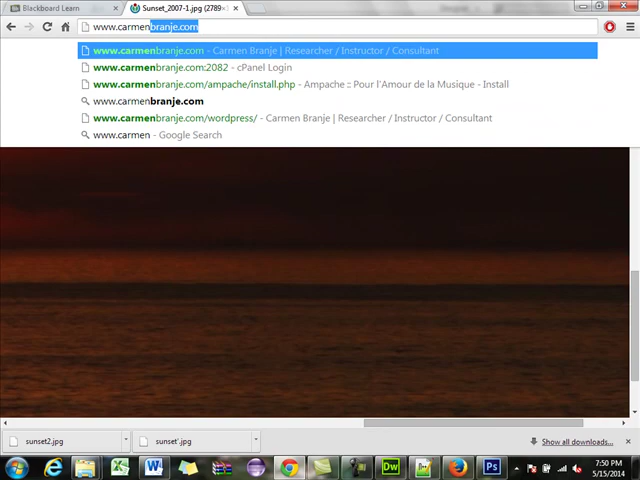 Blackboard Learn
Sunset_2007-1.jpg (2789×
www.carmenbranje.com
www.carmenbranje.com - Carmen Branje | Researcher / Instructor / Consultant
www.carmenbranje.com:2082 - cPanel Login
www.carmenbranje.com/ampache/install.php - Ampache :: Pour l'Amour de la Musique - Install
www.carmenbranje.com
www.carmenbranje.com/wordpress/ - Carmen Branje | Researcher / Instructor / Consultant
www.carmen - Google Search
sunset2.jpg
sunset'.jpg
Show all downloads...
7:50 PM
5/15/2014